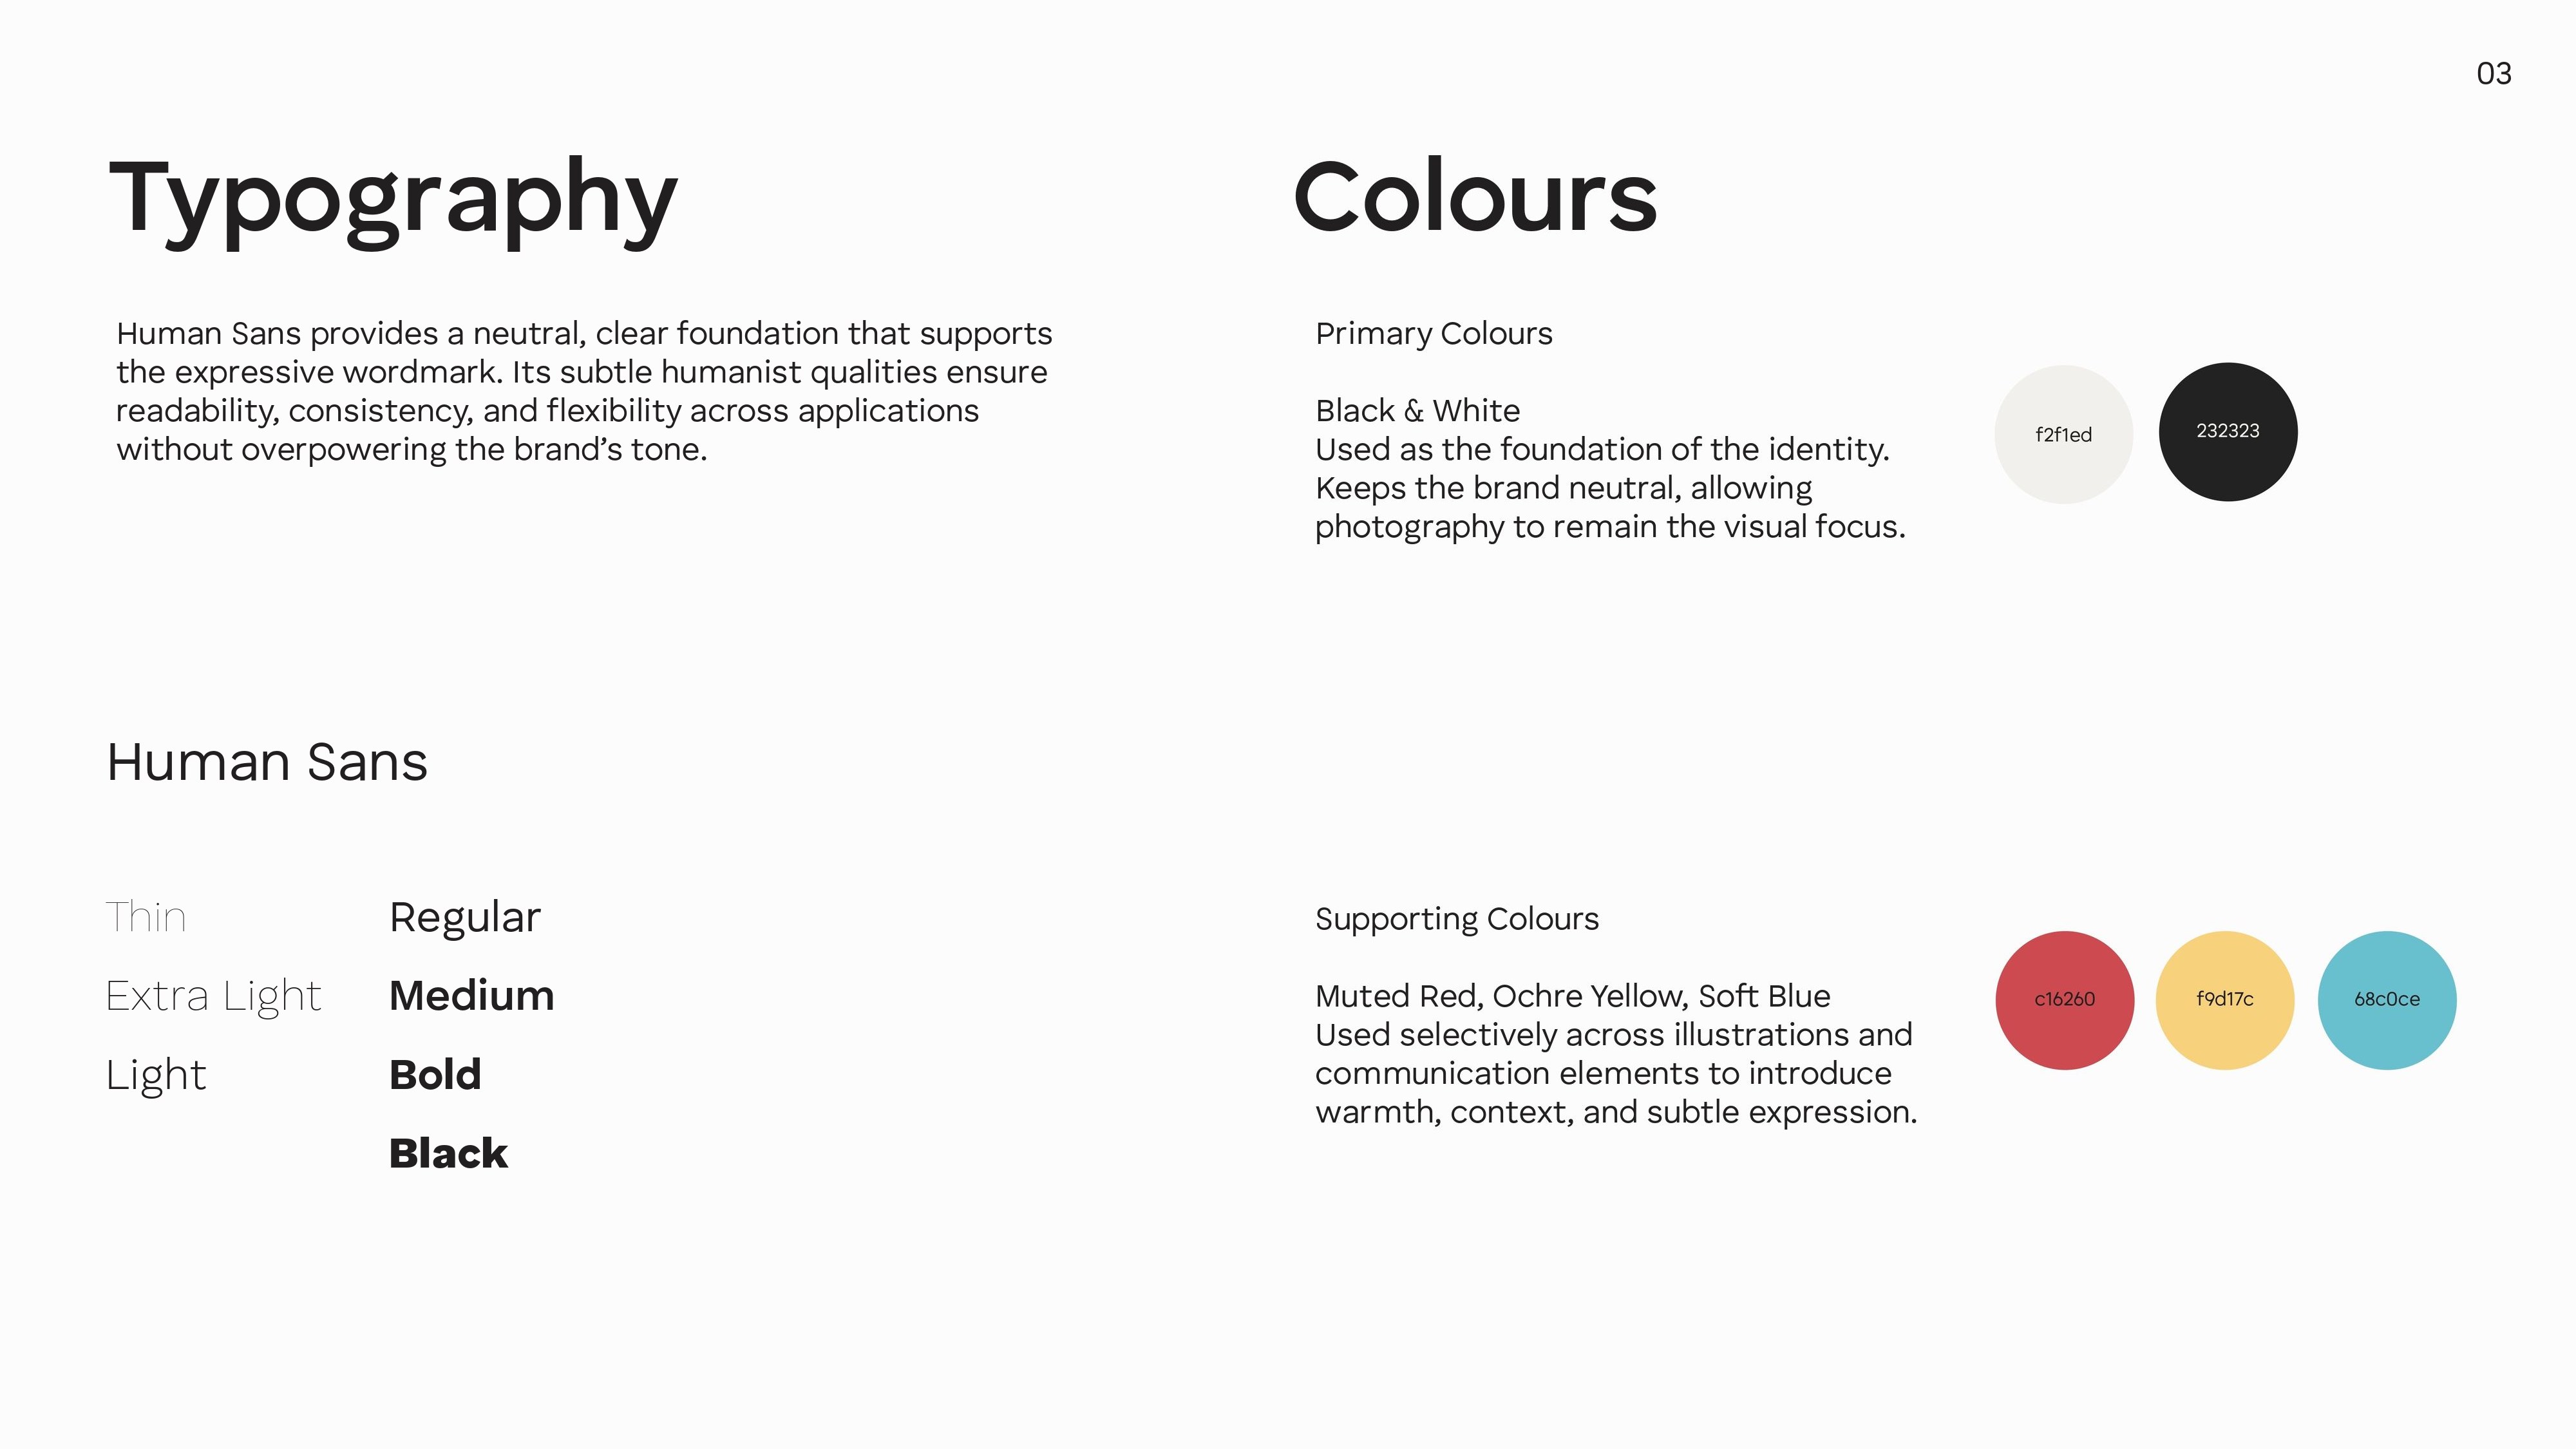 03
Typography
Human Sans provides a neutral, clear foundation that supports
the expressive wordmark. Its subtle humanist qualities ensure
readability, consistency, and flexibility across applications
without overpowering the brand’s tone.
Human Sans
Thin
Extra Light
Light
Regular
Medium
Bold
Black
Colours
Primary Colours
Black & White
Used as the foundation of the identity.
Keeps the brand neutral, allowing
photography to remain the visual focus.
f2f1ed
232323
Supporting Colours
Muted Red, Ochre Yellow, Soft Blue
Used selectively across illustrations and
communication elements to introduce
warmth, context, and subtle expression.
c16260
f9d17c
68c0ce